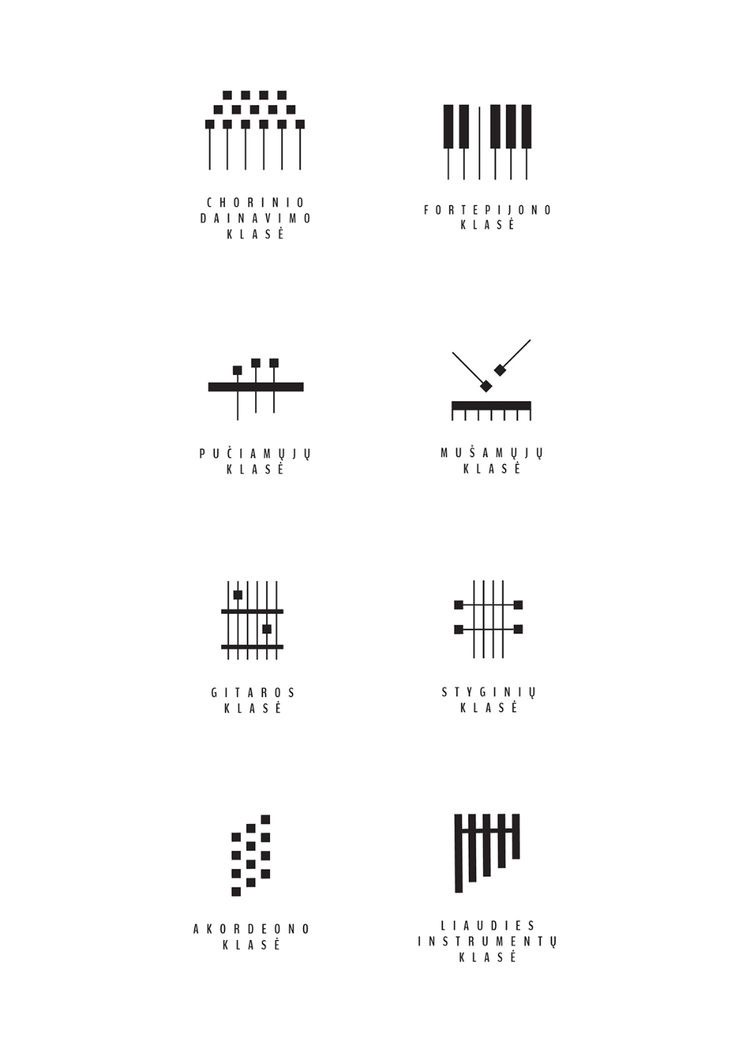 CHORINIO
DAINAVIMO
KLASĖ
FORTEPIJONO
KLASĖ
PUČIAMŲJŲ
KLASĖ
MUŠAMŲJŲ
KLASĖ
GITAROS
KLASĖ
STYGINIŲ
KLASĖ
AKORDEONO
KLASĖ
LIAUDIES
INSTRUMENTŲ
KLASĖ